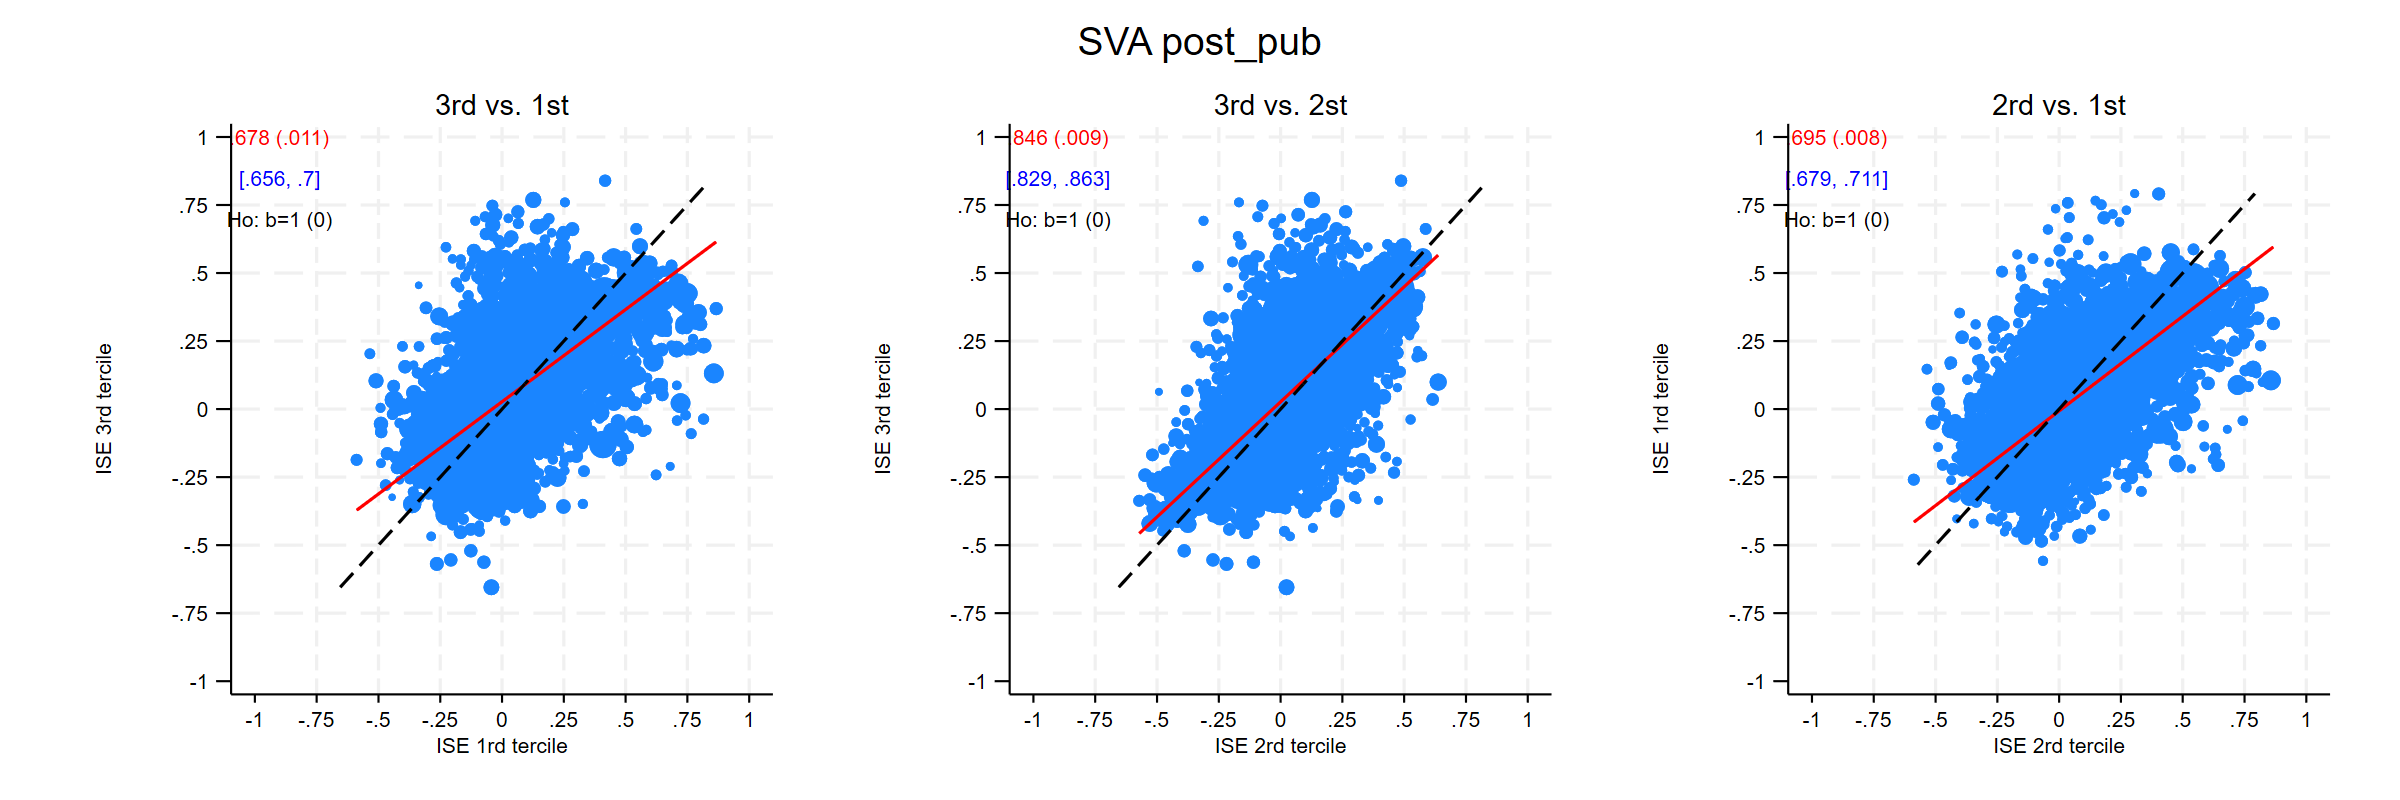 SVA post_pub
3rd vs. 1st
.678 (.011)
[.656, .7]
Ho: b=1 (0)
1
.75
.5
.25
0
-.25
-.5
-.75
-1
ISE 3rd tercile
-1 -.75 -.5 -.25 0 .25 .5 .75 1
ISE 1rd tercile
3rd vs. 2st
.846 (.009)
[.829, .863]
Ho: b=1 (0)
1
.75
.5
.25
0
-.25
-.5
-.75
-1
ISE 3rd tercile
-1 -.75 -.5 -.25 0 .25 .5 .75 1
ISE 2rd tercile
2rd vs. 1st
.695 (.008)
[.679, .711]
Ho: b=1 (0)
1
.75
.5
.25
0
-.25
-.5
-.75
-1
ISE 1rd tercile
-1 -.75 -.5 -.25 0 .25 .5 .75 1
ISE 2rd tercile